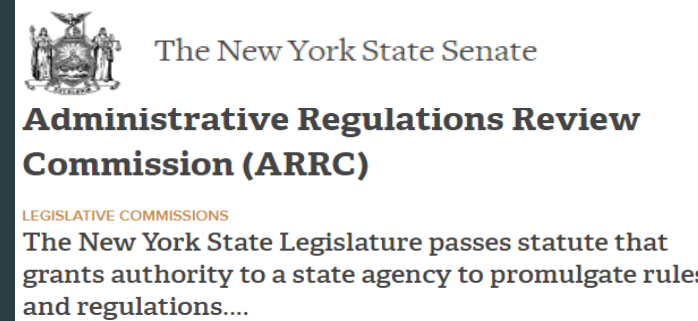 The New York State Senate
Administrative Regulations Review
Commission (ARRC)
LEGISLATIVE COMMISSIONS
The New York State Legislature passes statute that
grants authority to a state agency to promulgate rules
and regulations....